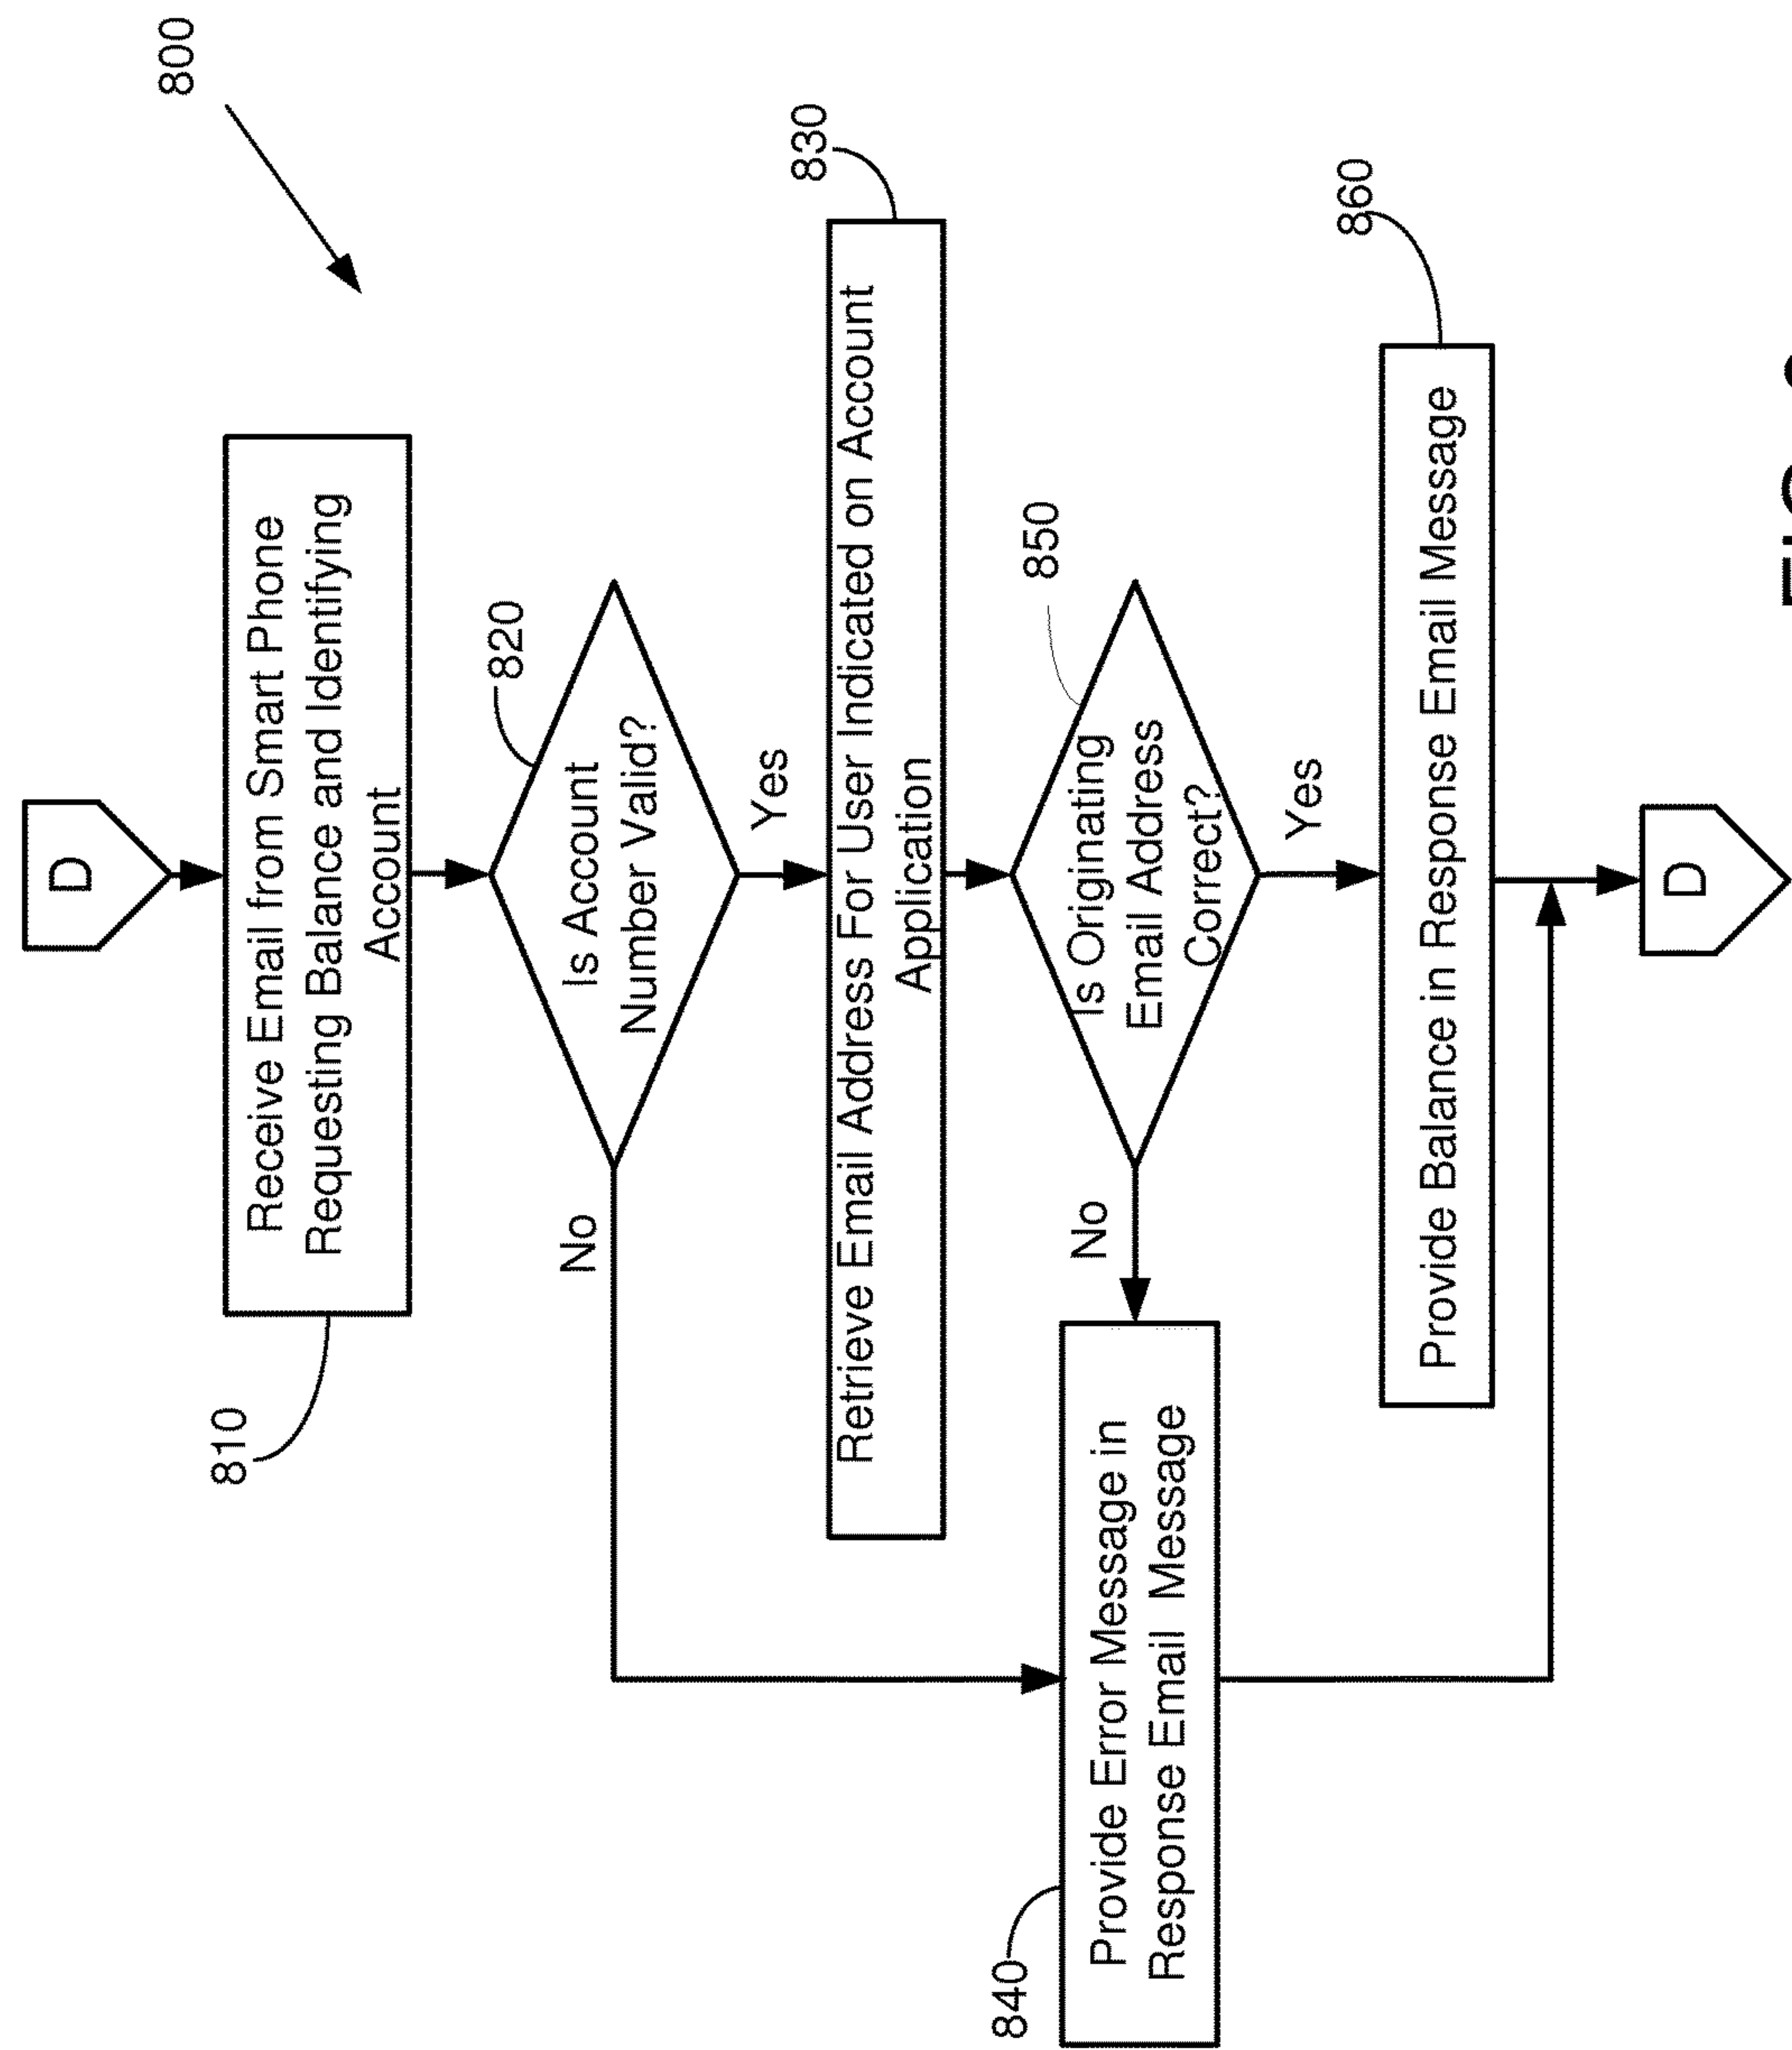 800
D
Receive Email from Smart Phone
Requesting Balance and Identifying
Account
810
820
Is Account
Number Valid?
No
Yes
830
Retrieve Email Address For User Indicated on Account
Application
850
Is Originating
Email Address
Correct?
No
Yes
840
Provide Error Message in
Response Email Message
860
Provide Balance in Response Email Message
D